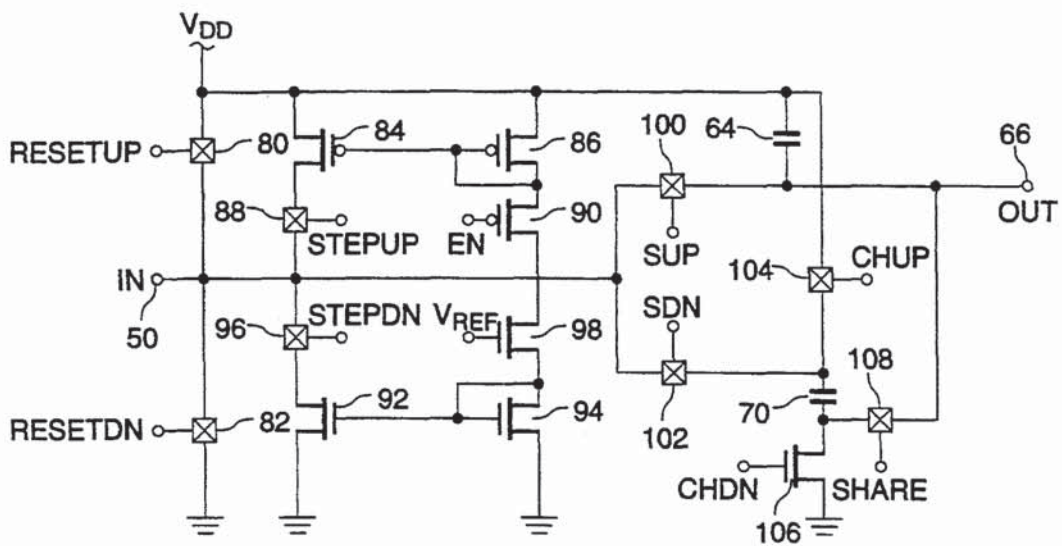 VDD
RESETUP
80
84
86
100
64
66
OUT
88
STEPUP
EN
90
SUP
104
CHUP
IN
50
96
STEPDN
VREF
98
SDN
102
108
70
RESETDN
82
92
94
CHDN
106
SHARE